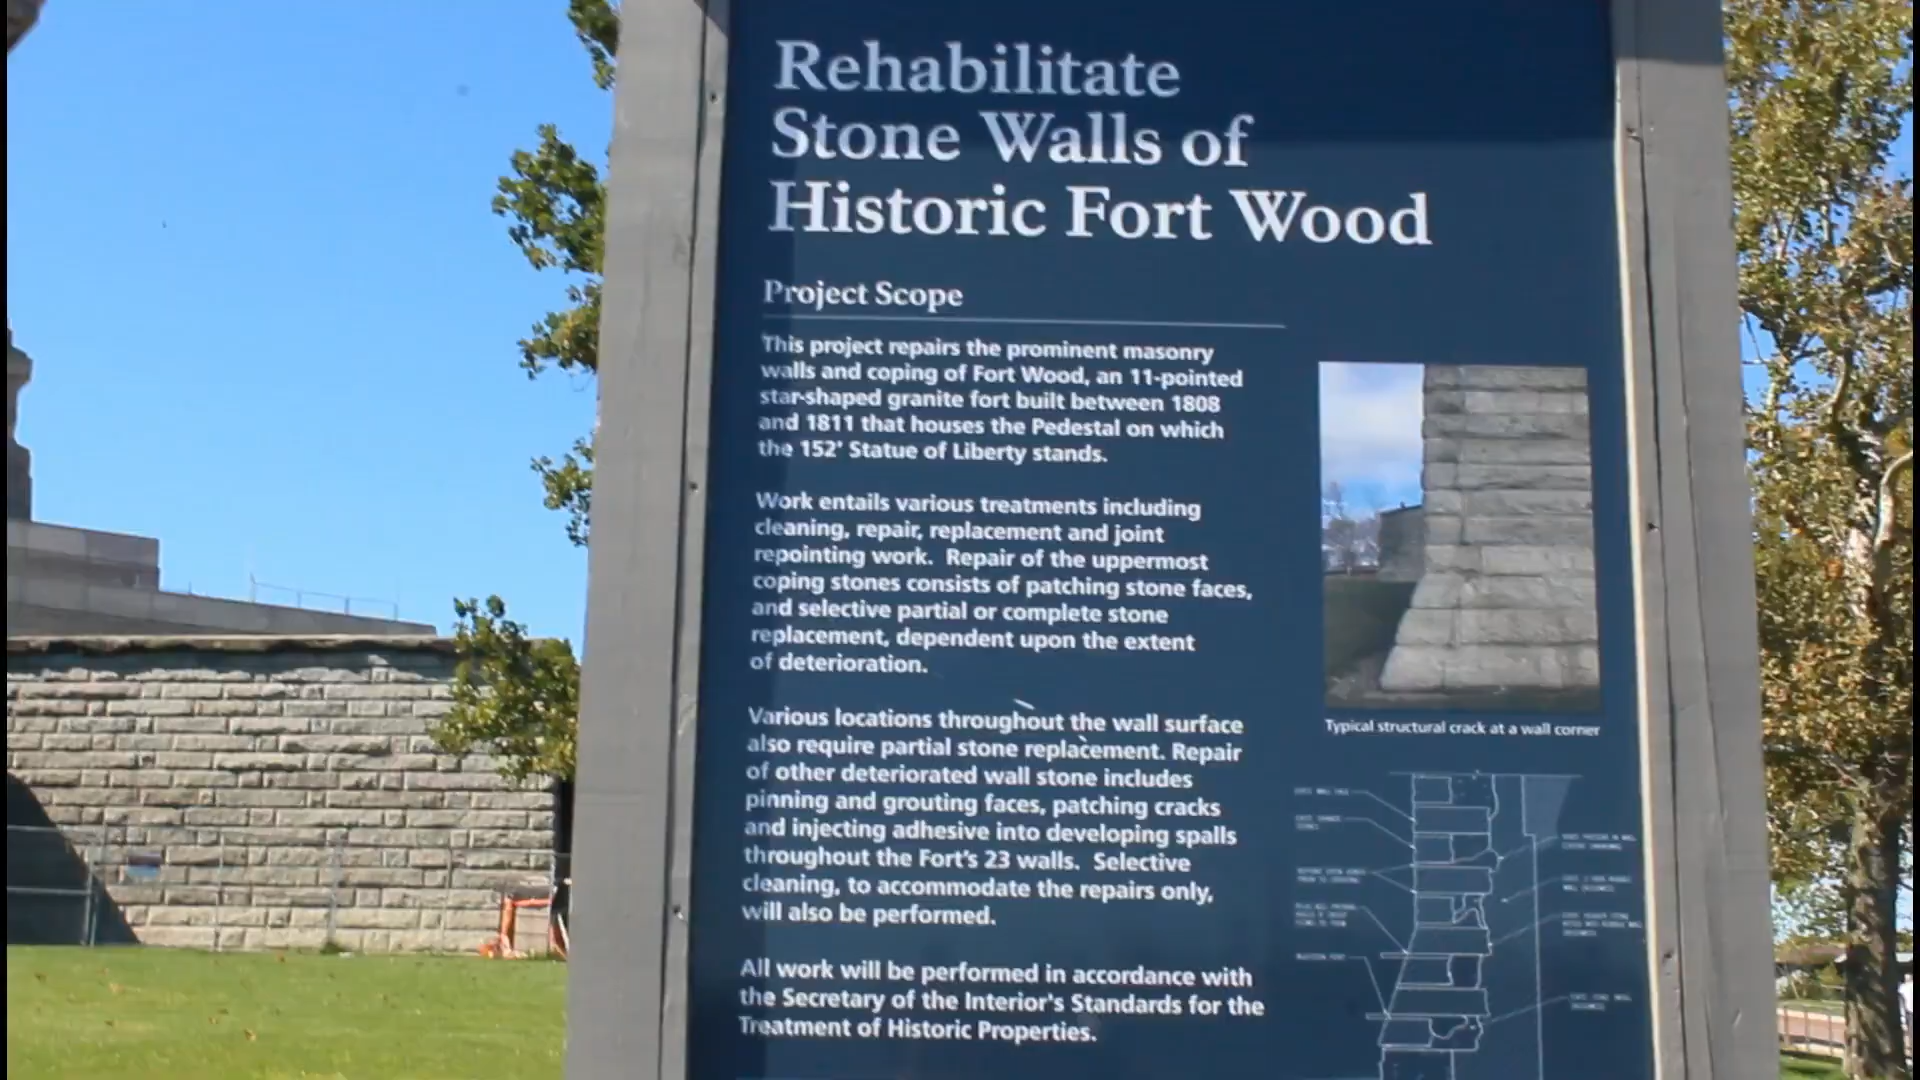 Rehabilitate
Stone Walls of
Historic Fort Wood
Project Scope
This project repairs the prominent masonry
walls and coping of Fort Wood, an 11-pointed
star-shaped granite fort built between 1808
and 1811 that houses the Pedestal on which
the 152' Statue of Liberty stands.
Work entails various treatments including
cleaning, repair, replacement and joint
repointing work. Repair of the uppermost
coping stones consists of patching stone faces,
and selective partial or complete stone
replacement, dependent upon the extent
of deterioration.
Various locations throughout the wall surface
also require partial stone replacement. Repair
of other deteriorated wall stone includes
pinning and grouting faces, patching cracks
and injecting adhesive into developing spalls
throughout the Fort's 23 walls. Selective
cleaning, to accommodate the repairs only,
will also be performed.
All work will be performed in accordance with
the Secretary of the Interior's Standards for the
Treatment of Historic Properties.
Typical structural crack at a wall corner